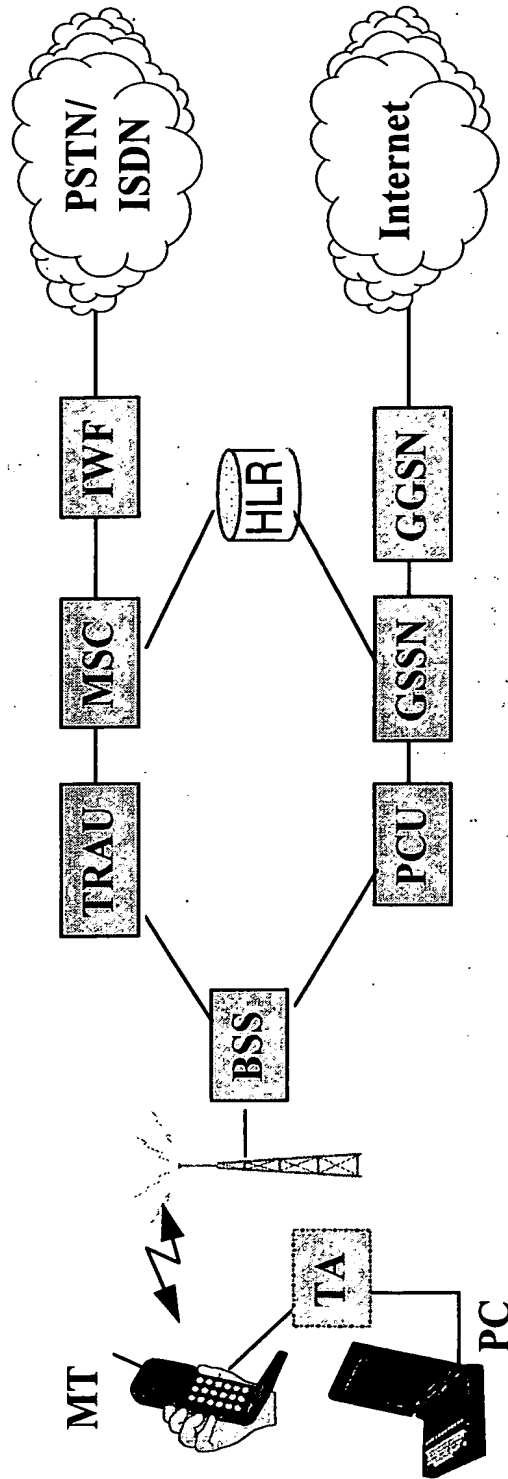 MT
TA
PC
BSS
TRAU
MSC
IWF
PSTN/
ISDN
HLR
PCU
GSSN
GGSN
Internet